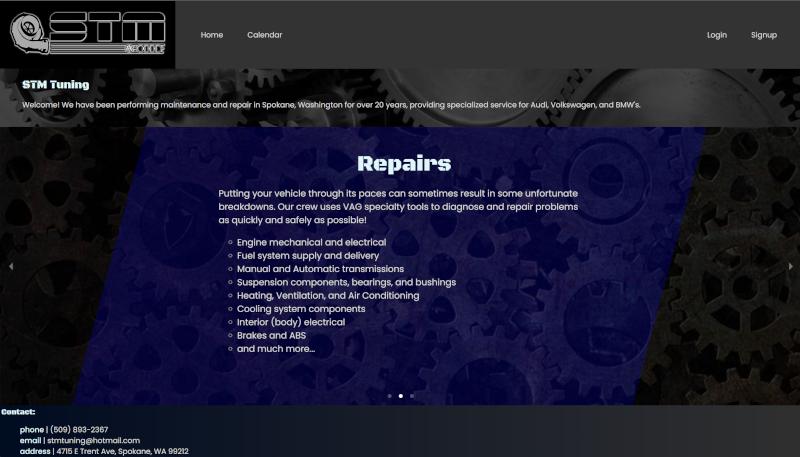 STM
Home
Calendar
Login
Signup
STM Tuning
Welcome! We have been performing maintenance and repair in Spokane, Washington for over 20 years, providing specialized service for Audi, Volkswagen, and BMW's.
Repairs
Putting your vehicle through its paces can sometimes result in some unfortunate
breakdowns. Our crew uses VAG specialty tools to diagnose and repair problems
as quickly and safely as possible!
Engine mechanical and electrical
Fuel system supply and delivery
Manual and Automatic transmissions
Suspension components, bearings, and bushings
Heating, Ventilation, and Air Conditioning
Cooling system components
Interior (body) electrical
Brakes and ABS
and much more...
Contact:
phone | (509) 893-2367
email | stmtuning@hotmail.com
address | 4715 E Trent Ave, Spokane, WA 99212